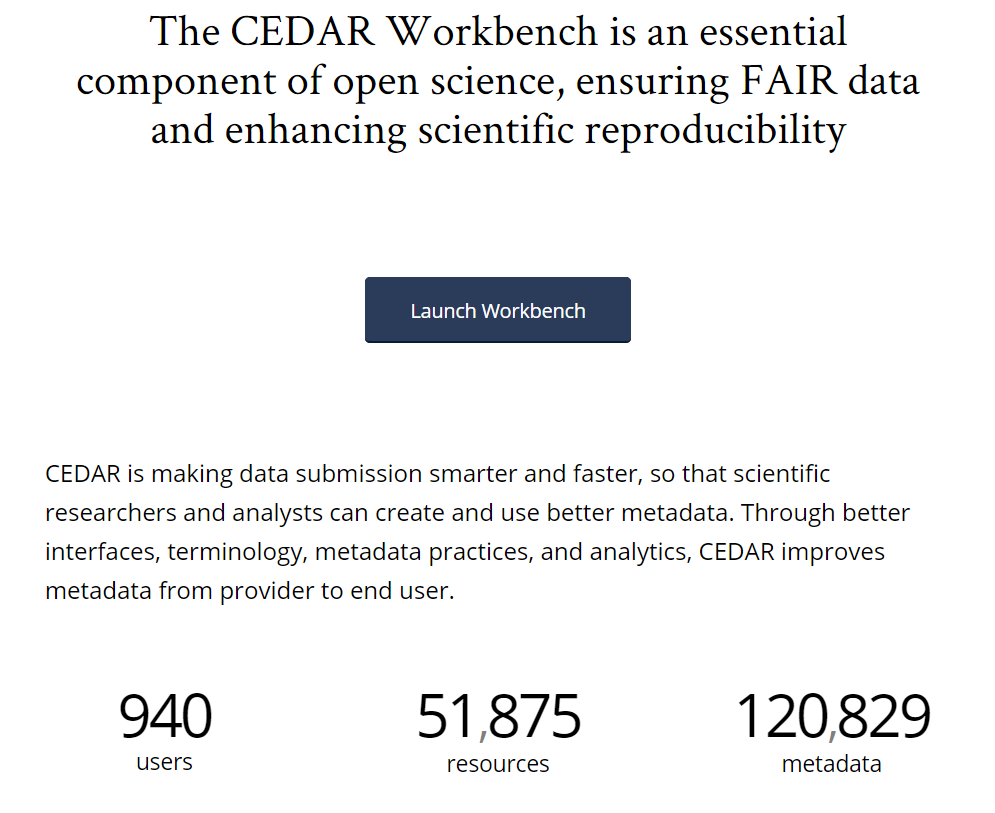 The CEDAR Workbench is an essential
component of open science, ensuring FAIR data
and enhancing scientific reproducibility
Launch Workbench
CEDAR is making data submission smarter and faster, so that scientific
researchers and analysts can create and use better metadata. Through better
interfaces, terminology, metadata practices, and analytics, CEDAR improves
metadata from provider to end user.
940
users
51,875
resources
120,829
metadata